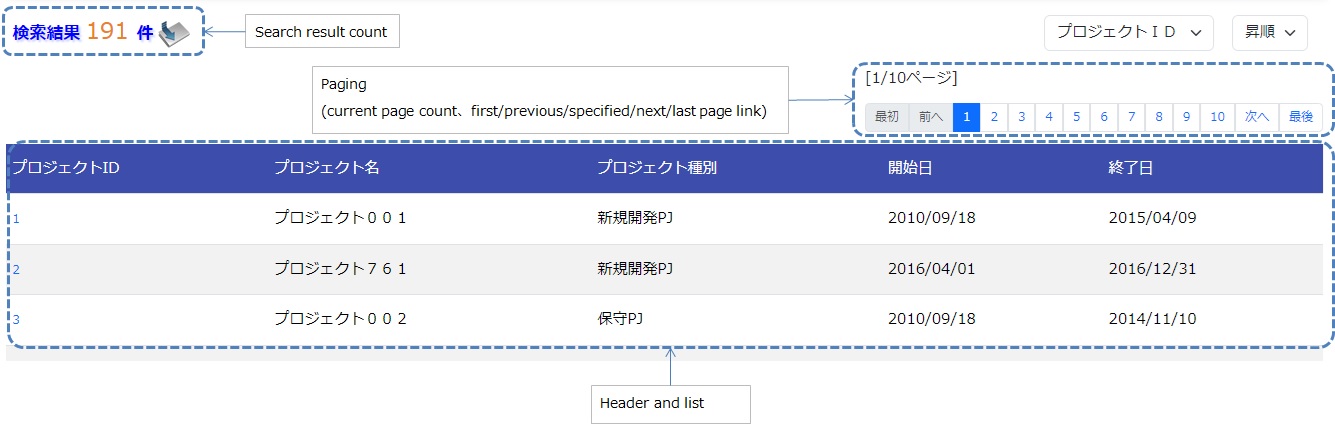 検索結果 191 件
Search result count
プロジェクトＩＤ
昇順
Paging
(current page count、first/previous/specified/next/last page link)
[1/10ページ]
最初 前へ 1 2 3 4 5 6 7 8 9 10 次へ 最後
プロジェクトID プロジェクト名 プロジェクト種別 開始日 終了日
1 プロジェクト００１ 新規開発PJ 2010/09/18 2015/04/09
2 プロジェクト７６１ 新規開発PJ 2016/04/01 2016/12/31
3 プロジェクト００２ 保守PJ 2010/09/18 2014/11/10
Header and list